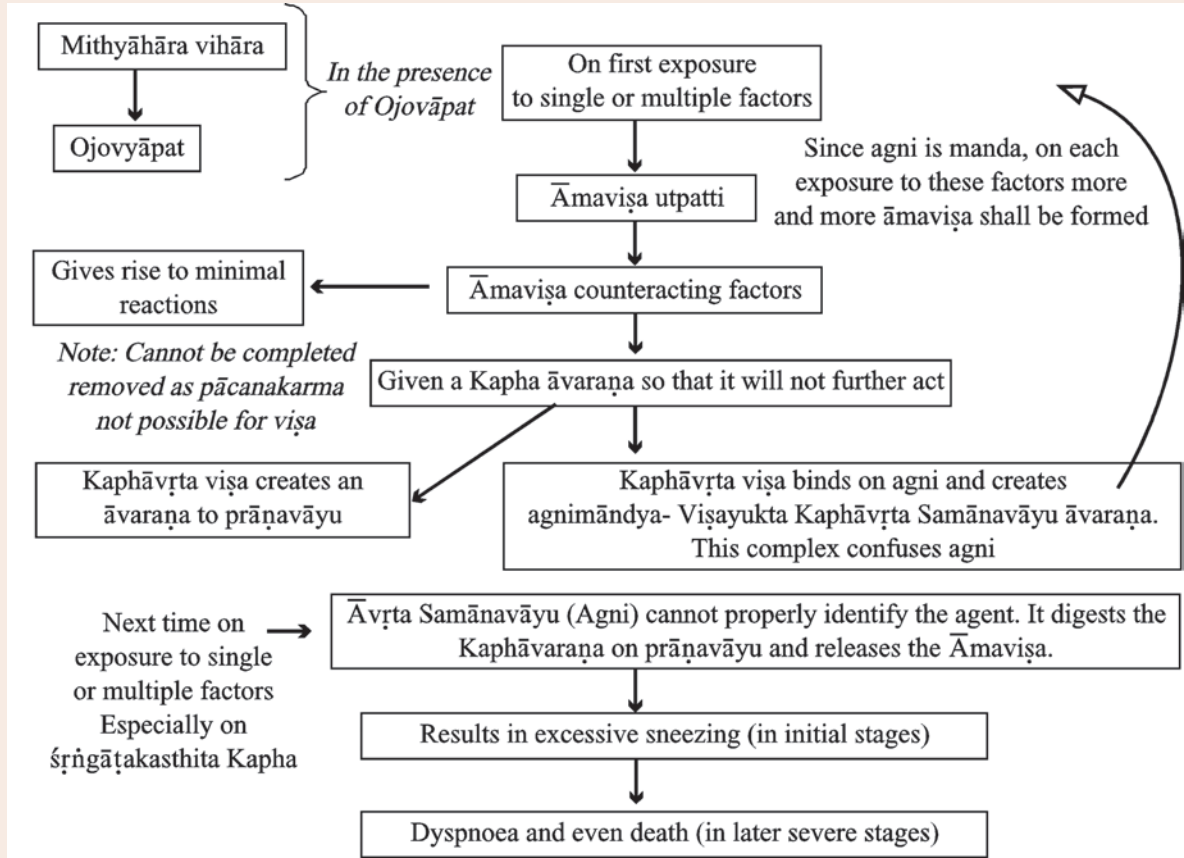 Mithyāhāra vihāra
Ojovyāpat
In the presence
of Ojovāpat
On first exposure
to single or multiple factors
Since agni is manda, on each
exposure to these factors more
and more āmaviṣa shall be formed
Āmaviṣa utpatti
Gives rise to minimal
reactions
Āmaviṣa counteracting factors
Note: Cannot be completed
removed as pācanakarma
not possible for viṣa
Given a Kapha āvaraṇa so that it will not further act
Kaphāvṛta viṣa creates an
āvaraṇa to prāṇavāyu
Kaphāvṛta viṣa binds on agni and creates
agnimāndya- Viṣayukta Kaphāvṛta Samānavāyu āvaraṇa.
This complex confuses agni
Next time on
exposure to single
or multiple factors
Especially on
śṛṅgāṭakasthita Kapha
Āvṛta Samānavāyu (Agni) cannot properly identify the agent. It digests the
Kaphāvaraṇa on prāṇavāyu and releases the Āmaviṣa.
Results in excessive sneezing (in initial stages)
Dyspnoea and even death (in later severe stages)